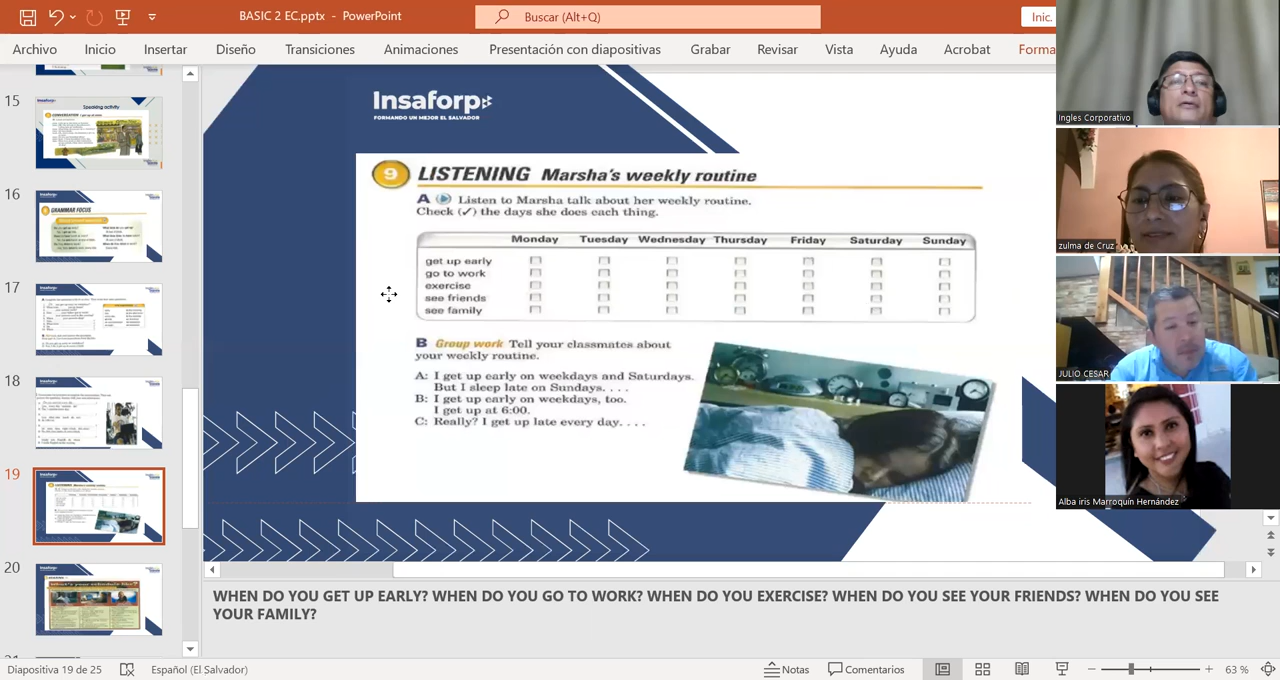 BASIC 2 EC.pptx - PowerPoint
Buscar (Alt+Q)
Inic.
Archivo Inicio Insertar Diseño Transiciones Animaciones Presentación con diapositivas Grabar Revisar Vista Ayuda Acrobat Forma
15
16
17
18
19
20
Speaking activity
GRAMMAR FOCUS
Insaforp
FORMANDO UN MEJOR EL SALVADOR
9 LISTENING Marsha's weekly routine
A Listen to Marsha talk about her weekly routine.
Check (✓) the days she does each thing.
Monday Tuesday Wednesday Thursday Friday Saturday Sunday
get up early
go to work
exercise
see friends
see family
B Group work Tell your classmates about
your weekly routine.
A: I get up early on weekdays and Saturdays.
But I sleep late on Sundays. . . .
B: I get up early on weekdays, too.
I get up at 6:00.
C: Really? I get up late every day. . . .
Ingles Corporativo
zulma de Cruz
JULIO CESAR
Alba iris Marroquín Hernández
WHEN DO YOU GET UP EARLY? WHEN DO YOU GO TO WORK? WHEN DO YOU EXERCISE? WHEN DO YOU SEE YOUR FRIENDS? WHEN DO YOU SEE
YOUR FAMILY?
Diapositiva 19 de 25 Español (El Salvador) Notas Comentarios 63 %